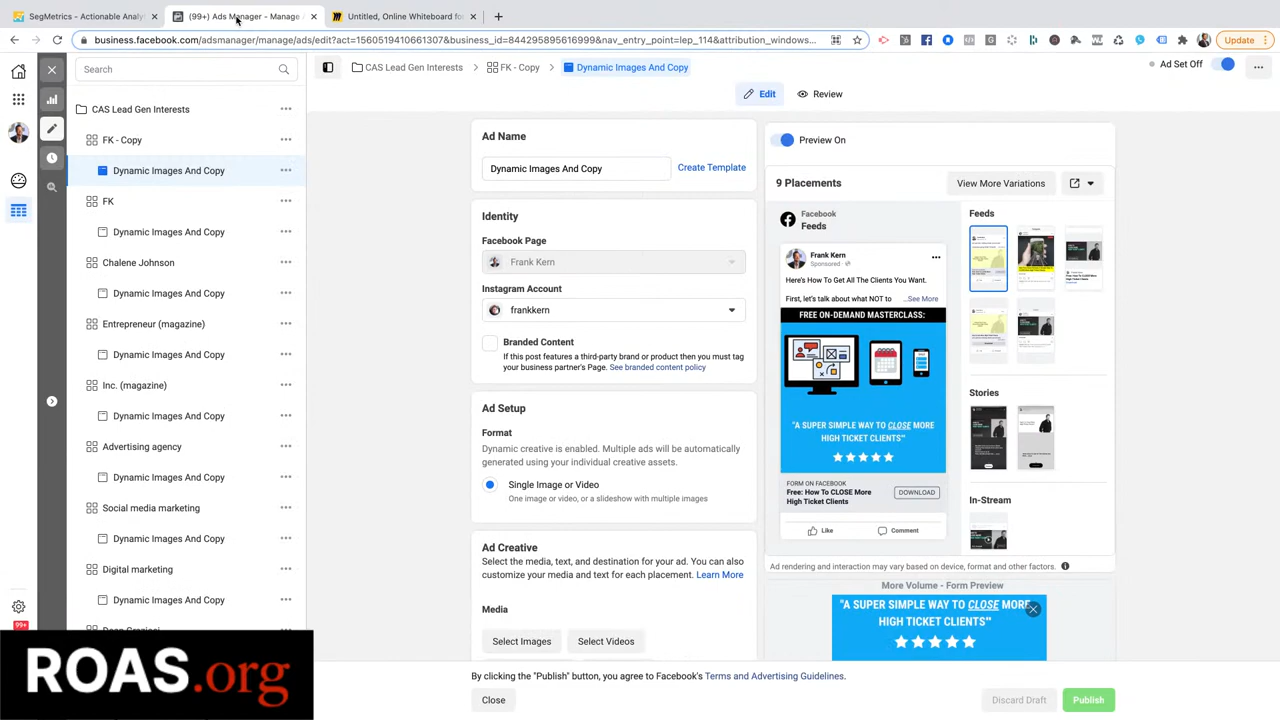 SegMetrics - Actionable Analyt
(99+) Ads Manager - Manage A
Untitled, Online Whiteboard for
business.facebook.com/adsmanager/manage/ads/edit?act=1560519410661307&business_id=844295895616998&nav_entry_point=lep_114&attribution_windows...
Update
Search
CAS Lead Gen Interests
FK - Copy
Dynamic Images And Copy
Ad Set Off
Edit
Review
CAS Lead Gen Interests
FK - Copy
Dynamic Images And Copy
FK
Dynamic Images And Copy
Chalene Johnson
Dynamic Images And Copy
Entrepreneur (magazine)
Dynamic Images And Copy
Inc. (magazine)
Dynamic Images And Copy
Advertising agency
Dynamic Images And Copy
Social media marketing
Dynamic Images And Copy
Digital marketing
Dynamic Images And Copy
99+
ROAS.org
Ad Name
Dynamic Images And Copy
Create Template
Identity
Facebook Page
Frank Kern
Instagram Account
frankkern
Branded Content
If this post features a third-party brand or product then you must tag
your business partner's Page. See branded content policy
Ad Setup
Format
Dynamic creative is enabled. Multiple ads will be automatically
generated using your individual creative assets.
Single Image or Video
One image or video, or a slideshow with multiple images
Ad Creative
Select the media, text, and destination for your ad. You can also
customize your media and text for each placement. Learn More
Media
Select Images
Select Videos
Preview On
9 Placements
View More Variations
Facebook
Feeds
Frank Kern
Sponsored
Here's How To Get All The Clients You Want.
First, let's talk about what NOT to ...See More
FREE ON-DEMAND MASTERCLASS:
"A SUPER SIMPLE WAY TO CLOSE MORE
HIGH TICKET CLIENTS"
FORM ON FACEBOOK
Free: How To CLOSE More
High Ticket Clients
DOWNLOAD
Like
Comment
Feeds
Stories
In-Stream
Ad rendering and interaction may vary based on device, format and other factors.
More Volume - Form Preview
"A SUPER SIMPLE WAY TO CLOSE MORE
HIGH TICKET CLIENTS"
By clicking the "Publish" button, you agree to Facebook's Terms and Advertising Guidelines.
Close
Discard Draft
Publish